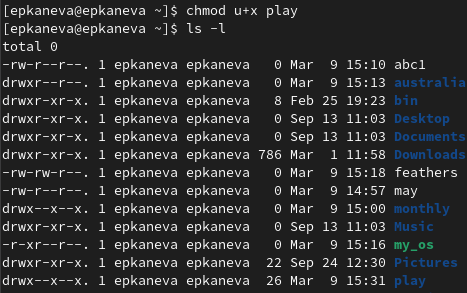 [epkaneva@epkaneva ~]$ chmod u+x play
[epkaneva@epkaneva ~]$ ls -l
total 0
-rw-r--r--. 1 epkaneva epkaneva   0 Mar  9 15:10 abc1
drwxr--r--. 1 epkaneva epkaneva   0 Mar  9 15:13 australia
drwxr-xr-x. 1 epkaneva epkaneva   8 Feb 25 19:23 bin
drwxr-xr-x. 1 epkaneva epkaneva   0 Sep 13 11:03 Desktop
drwxr-xr-x. 1 epkaneva epkaneva   0 Sep 13 11:03 Documents
drwxr-xr-x. 1 epkaneva epkaneva 786 Mar  1 11:58 Downloads
-rw-rw-r--. 1 epkaneva epkaneva   0 Mar  9 15:18 feathers
-rw-r--r--. 1 epkaneva epkaneva   0 Mar  9 14:57 may
drwx--x--x. 1 epkaneva epkaneva   0 Mar  9 15:00 monthly
drwxr-xr-x. 1 epkaneva epkaneva   0 Sep 13 11:03 Music
-r-xr--r--. 1 epkaneva epkaneva   0 Mar  9 15:16 my_os
drwxr-xr-x. 1 epkaneva epkaneva  22 Sep 24 12:30 Pictures
drwx--x--x. 1 epkaneva epkaneva  26 Mar  9 15:31 play